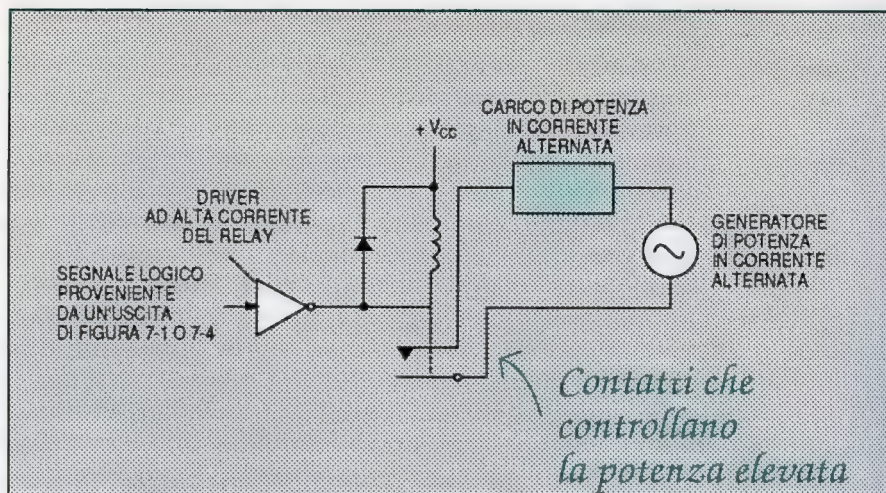 CARICO DI POTENZA
IN CORRENTE
ALTERNATA
+ VCC
DRIVER
AD ALTA CORRENTE
DEL RELAY
GENERATORE
DI POTENZA
IN CORRENTE
ALTERNATA
SEGNALE LOGICO
PROVENIENTE
DA UN'USCITA
DI FIGURA 7-1 O 7-4
Contatti che
controllano
la potenza elevata